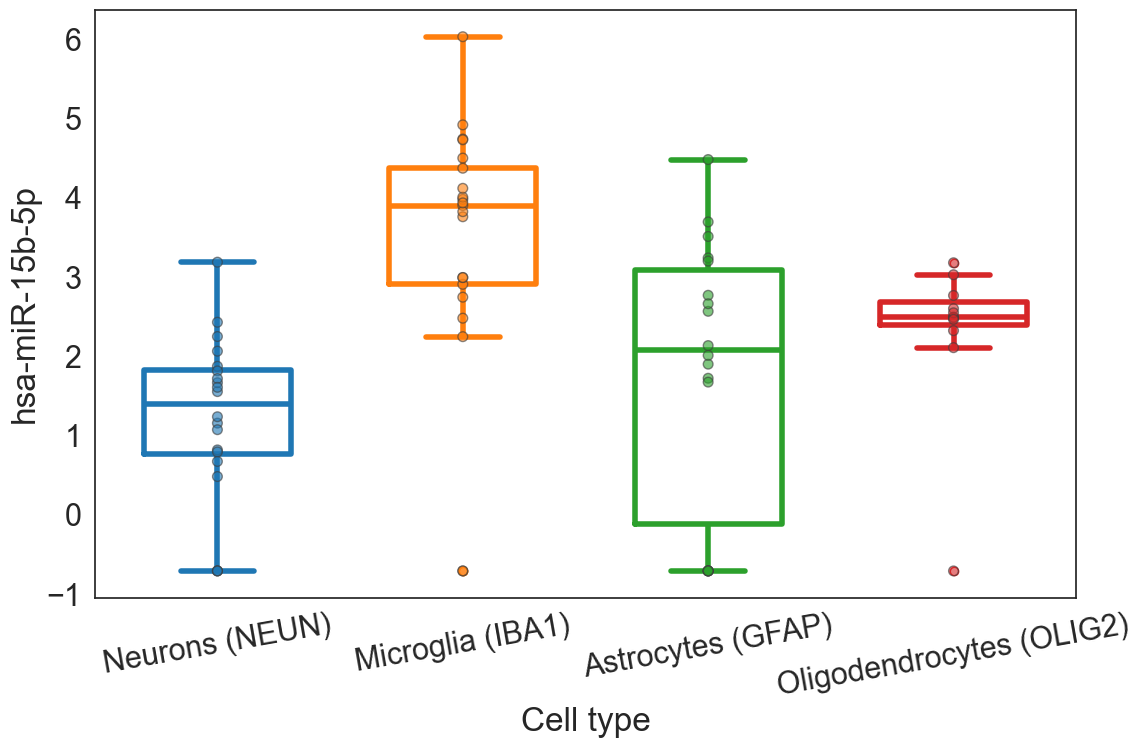 hsa-miR-15b-5p
6
5
4
3
2
1
0
−1
Neurons (NEUN)
Microglia (IBA1)
Astrocytes (GFAP)
Oligodendrocytes (OLIG2)
Cell type